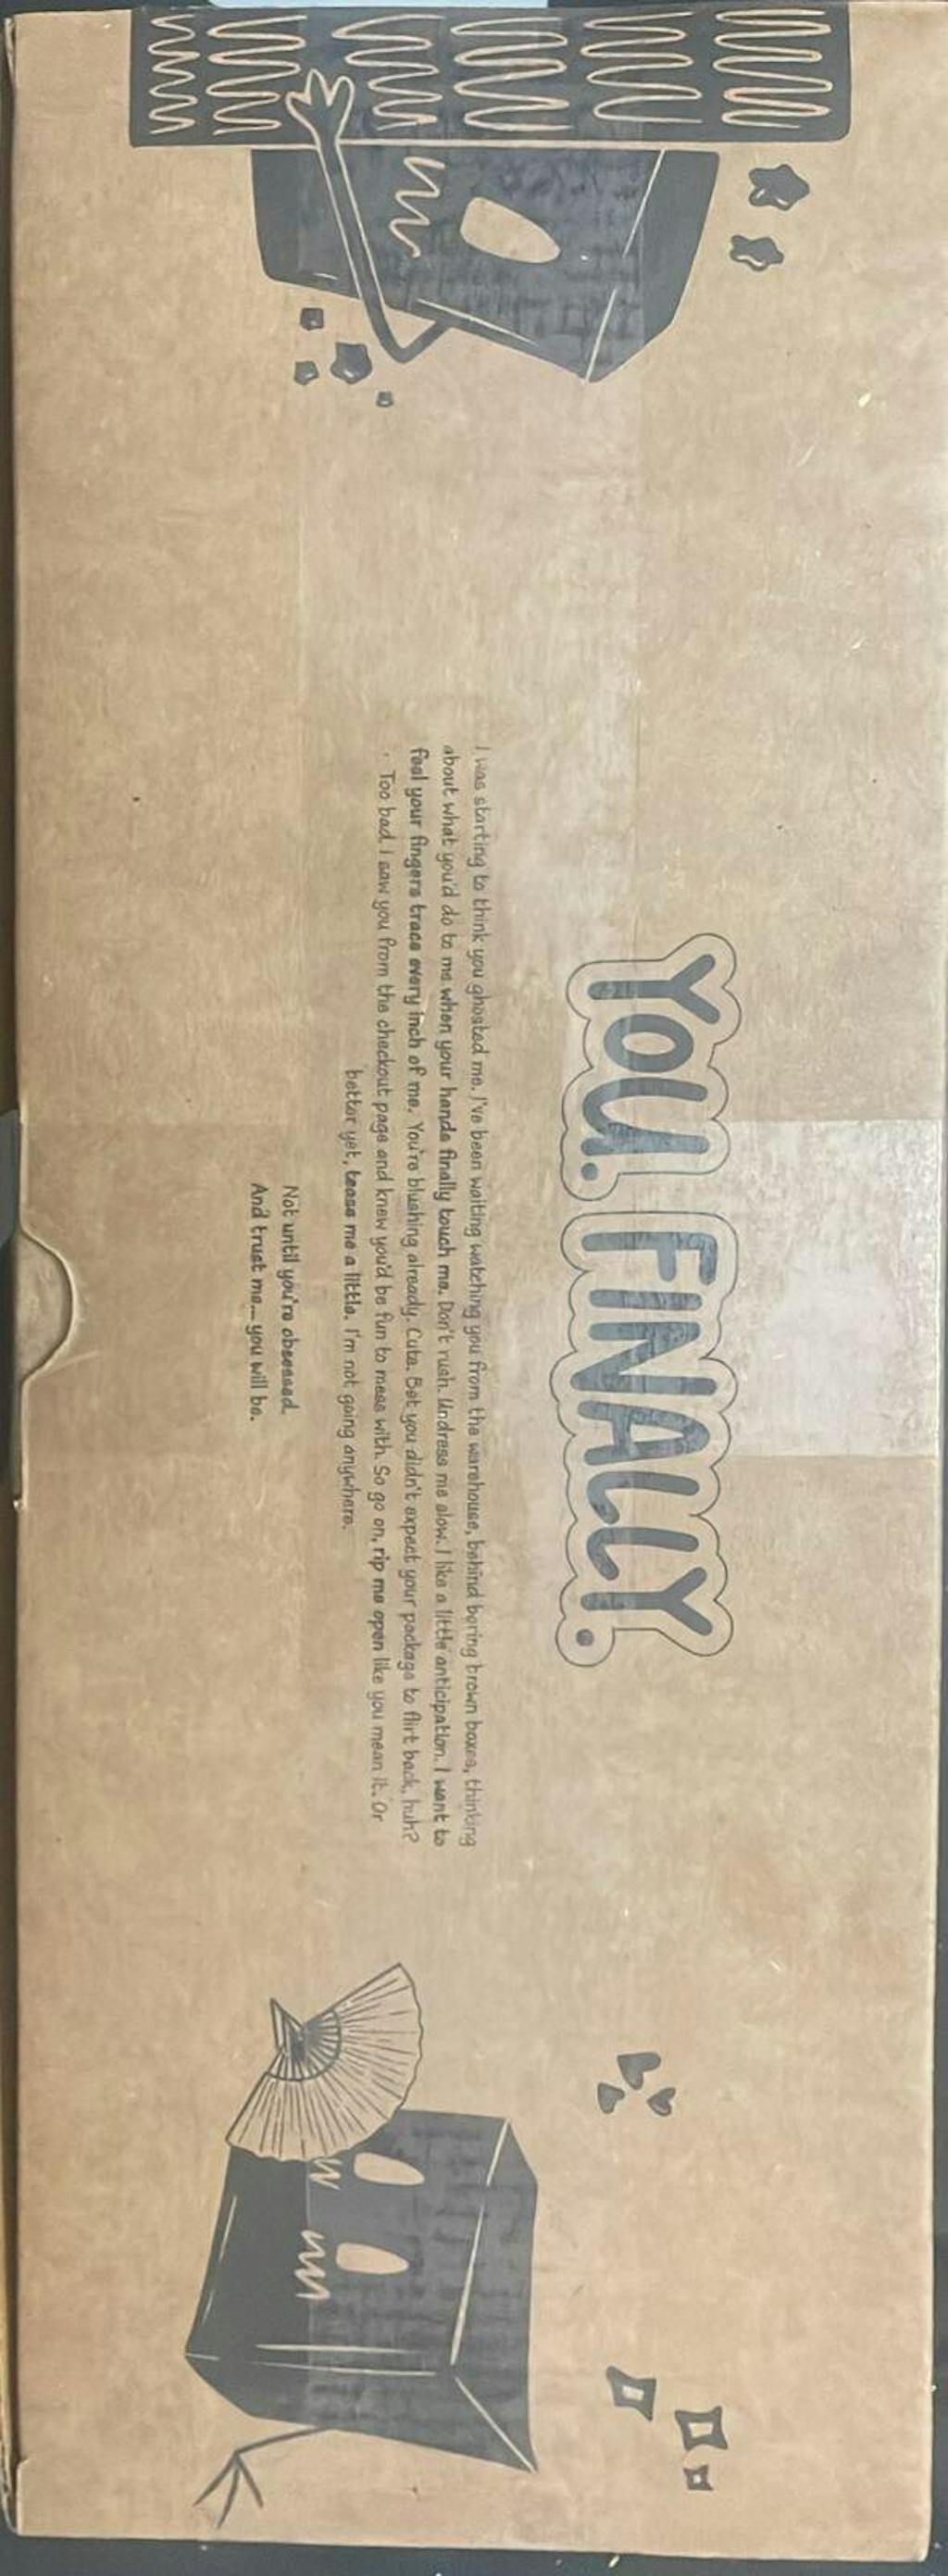 YOU. FINALLY.
I was starting to think you ghosted me. I've been waiting watching you from the warehouse, behind boring brown boxes, thinking
about what you'd do to me when your hands finally touch me. Don't rush. Undress me slow. I like a little anticipation. I want to
feel your fingers trace every inch of me. You're blushing already. Cute. Bet you didn't expect your package to flirt back, huh?
Too bad. I saw you from the checkout page and knew you'd be fun to mess with. So go on, rip me open like you mean it. Or
better yet, tease me a little. I'm not going anywhere.
Not until you're obsessed.
And trust me... you will be.